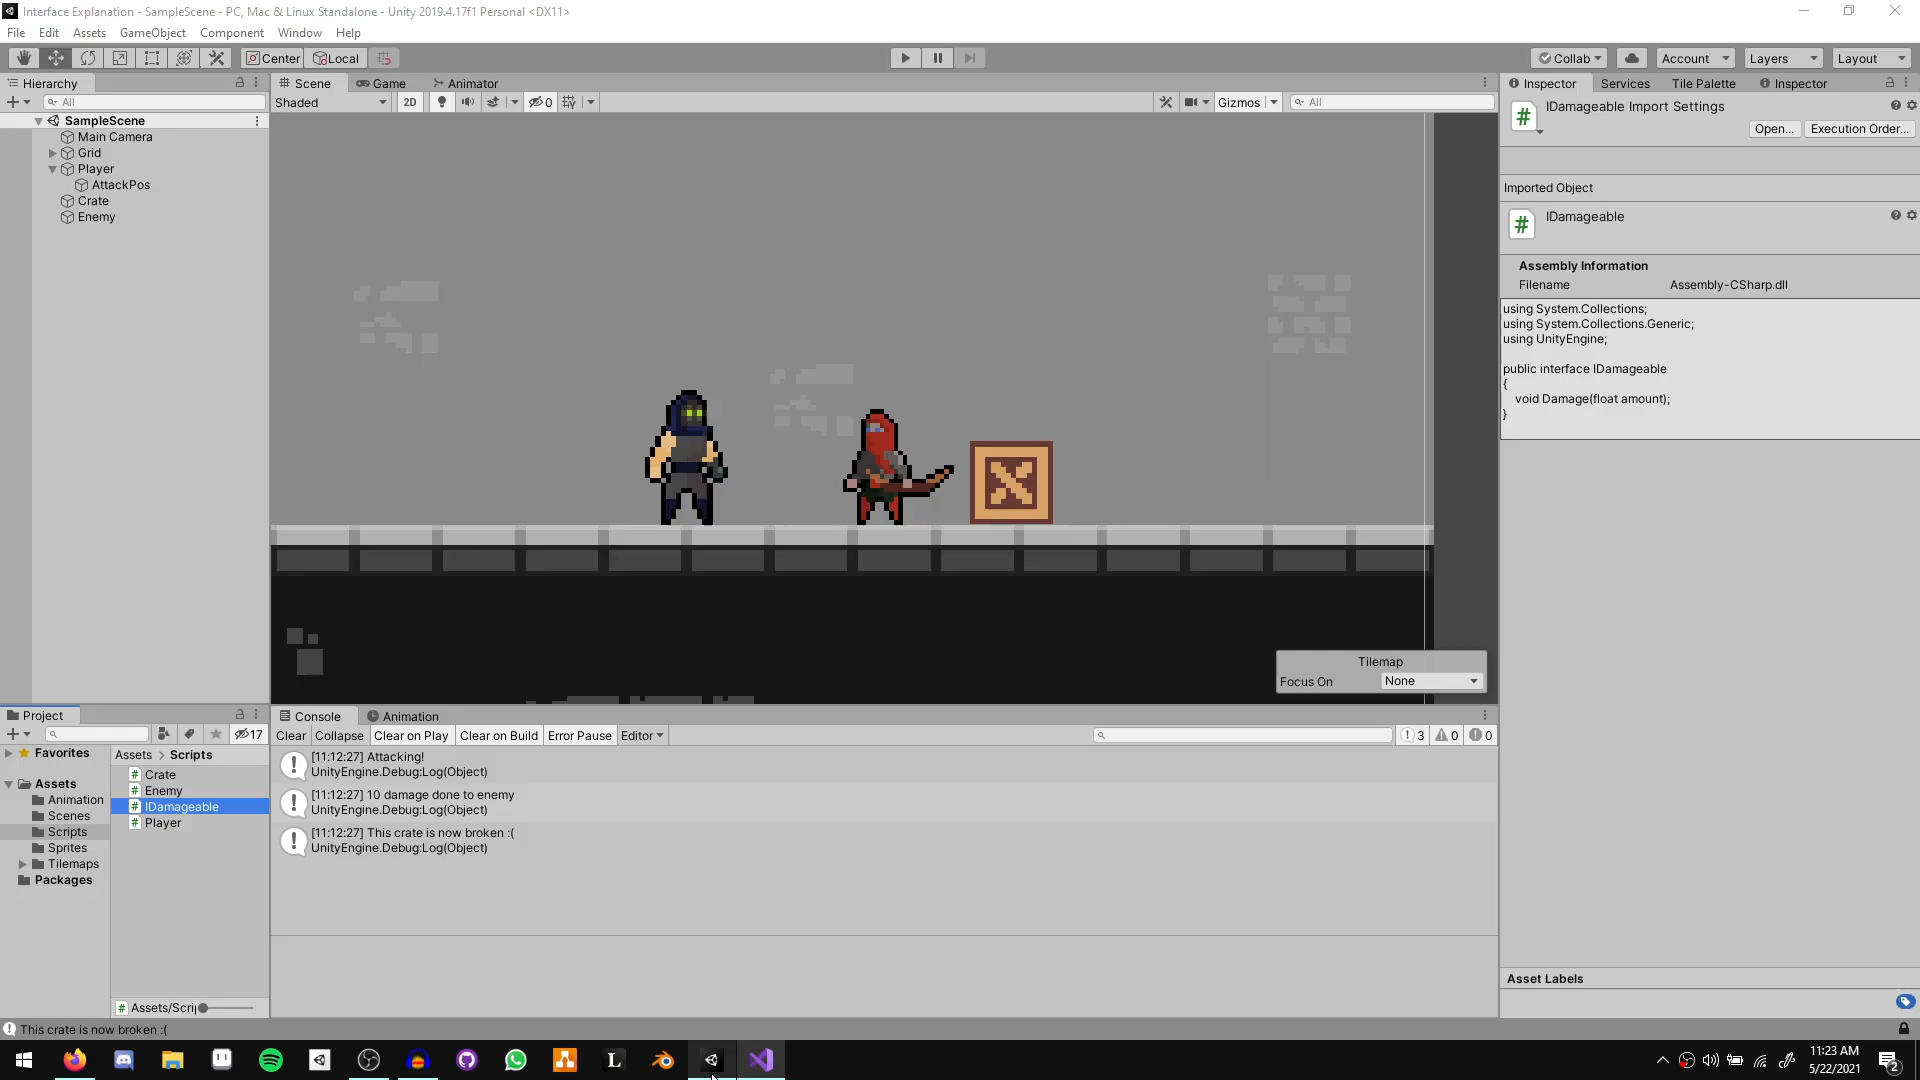 Interface Explanation - SampleScene - PC, Mac & Linux Standalone - Unity 2019.4.17f1 Personal <DX11>
File Edit Assets GameObject Component Window Help
Center Local Collab Account Layers Layout
Hierarchy
All
SampleScene
Main Camera
Grid
Player
AttackPos
Crate
Enemy
Scene Game Animator
Shaded 2D 0 Gizmos All
Tilemap
Focus On None
Inspector Services Tile Palette Inspector
IDamageable Import Settings
Open... Execution Order...
Imported Object
IDamageable
Assembly Information
Filename Assembly-CSharp.dll
using System.Collections;
using System.Collections.Generic;
using UnityEngine;
public interface IDamageable
{
void Damage(float amount);
}
Asset Labels
Project
17
Favorites
Assets
Animation
Scenes
Scripts
Sprites
Tilemaps
Packages
Assets > Scripts
# Crate
# Enemy
# IDamageable
# Player
# Assets/Scrip
Console Animation
Clear Collapse Clear on Play Clear on Build Error Pause Editor 3 0 0
[11:12:27] Attacking!
UnityEngine.Debug:Log(Object)
[11:12:27] 10 damage done to enemy
UnityEngine.Debug:Log(Object)
[11:12:27] This crate is now broken :(
UnityEngine.Debug:Log(Object)
This crate is now broken :(
L
11:23 AM
5/22/2021
2